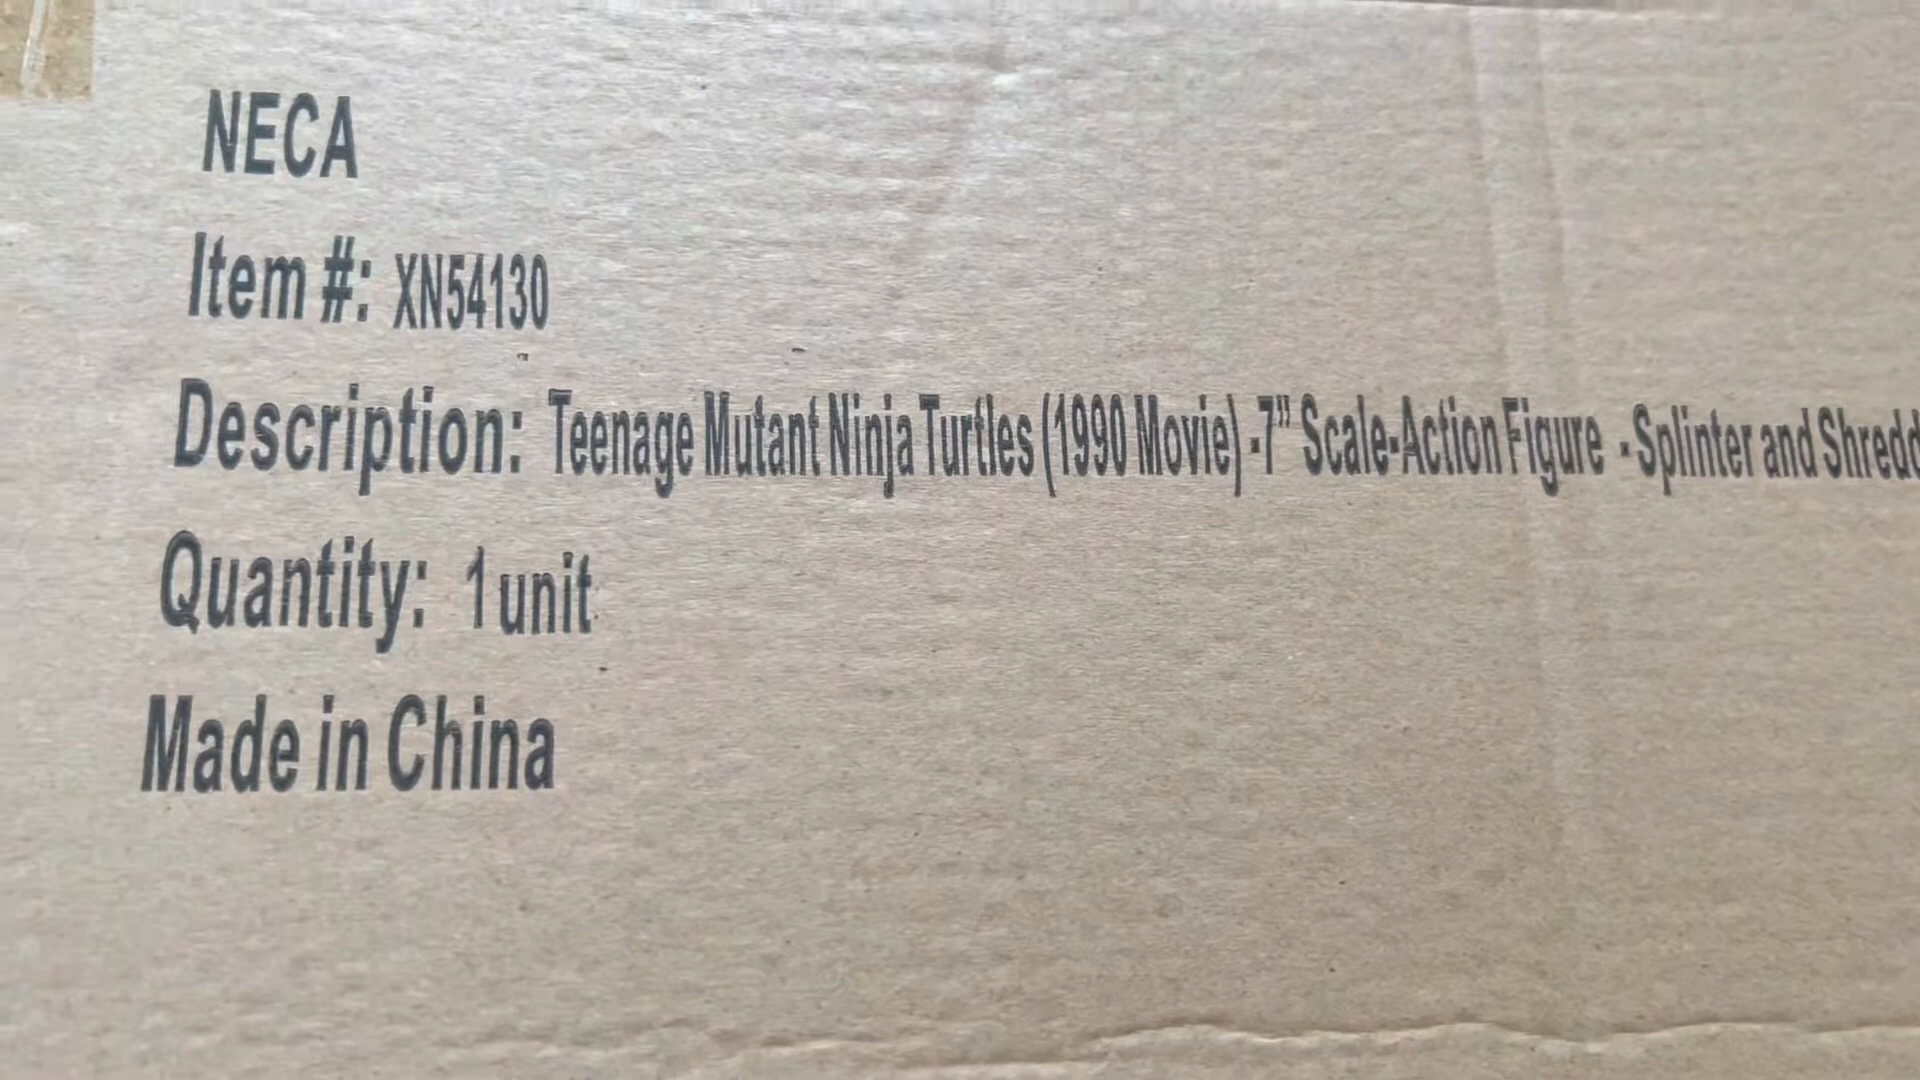 NECA
Item #: XN54130
Description: Teenage Mutant Ninja Turtles (1990 Movie) -7” Scale-Action Figure - Splinter and Shredd
Quantity: 1 unit
Made in China